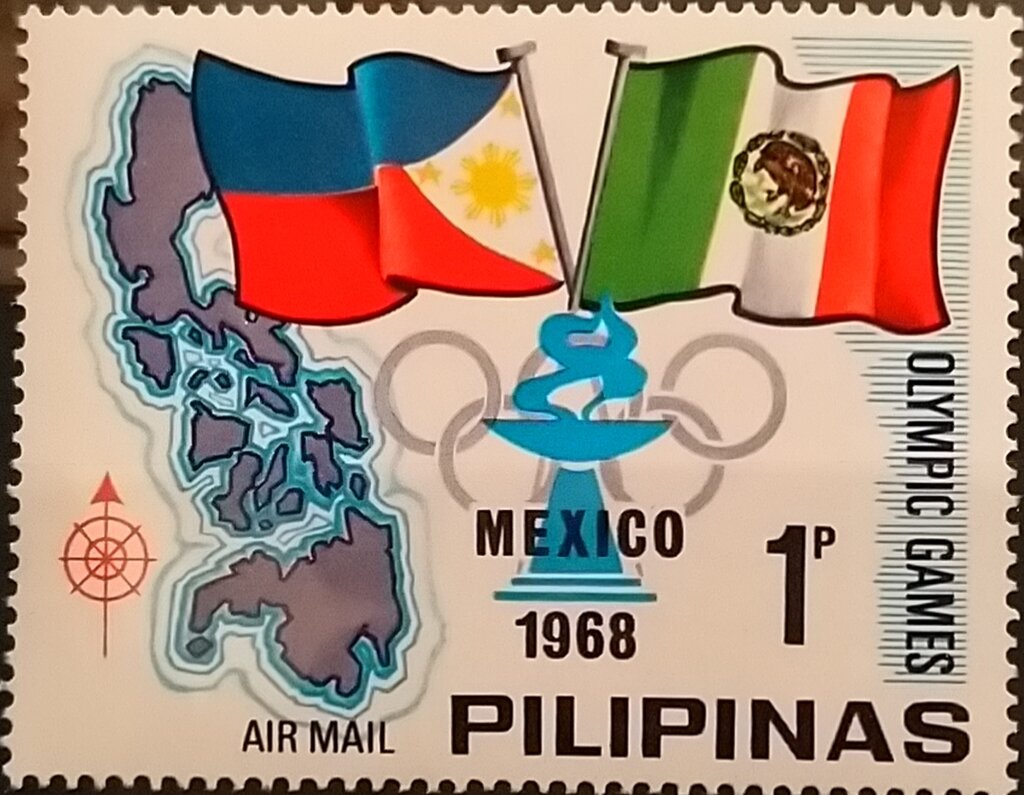 OLYMPIC GAMES
MEXICO
1P
1968
AIR MAIL
PILIPINAS